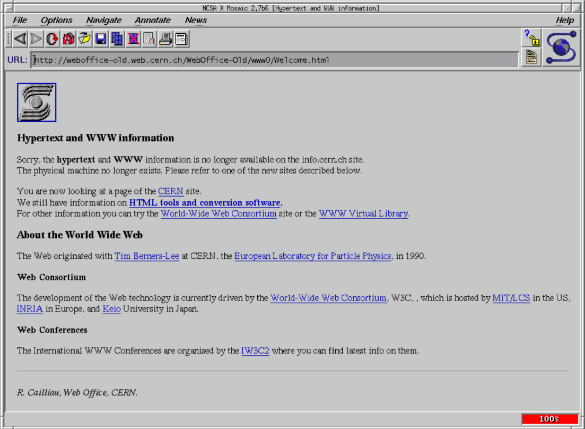 NCSA X Mosaic 2.7b6 [Hypertext and WWW information]
File Options Navigate Annotate News Help
URL: http://weboffice-old.web.cern.ch/WebOffice-Old/www0/Welcome.html
Hypertext and WWW information
Sorry, the hypertext and WWW information is no longer available on the info.cern.ch site.
The physical machine no longer exists. Please refer to one of the new sites described below.
You are now looking at a page of the CERN site.
We still have information on HTML tools and conversion software.
For other information you can try the World-Wide Web Consortium site or the WWW Virtual Library.
About the World Wide Web
The Web originated with Tim Berners-Lee at CERN, the European Laboratory for Particle Physics, in 1990.
Web Consortium
The development of the Web technology is currently driven by the World-Wide Web Consortium, W3C, , which is hosted by MIT/LCS in the US,
INRIA in Europe, and Keio University in Japan.
Web Conferences
The International WWW Conferences are organised by the IW3C2 where you can find latest info on them.
R. Cailliau, Web Office, CERN.
100%